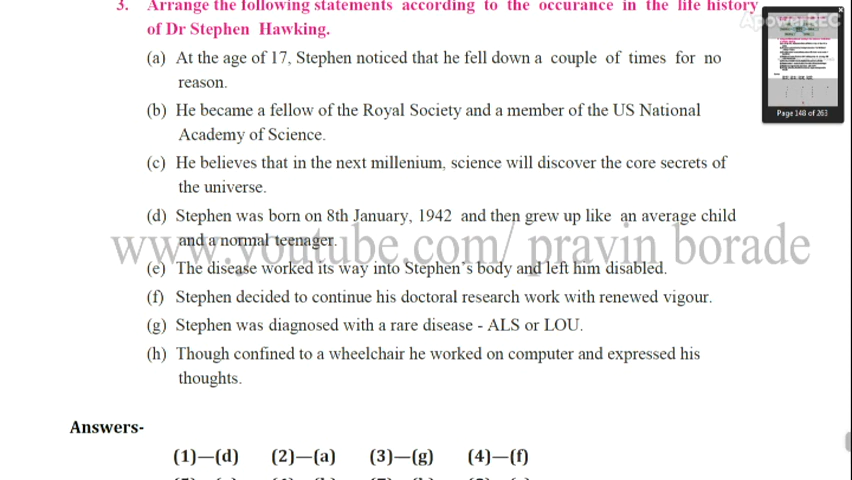 3. Arrange the following statements according to the occurance in the life history
of Dr Stephen Hawking.
(a) At the age of 17, Stephen noticed that he fell down a couple of times for no
reason.
(b) He became a fellow of the Royal Society and a member of the US National
Academy of Science.
(c) He believes that in the next millenium, science will discover the core secrets of
the universe.
(d) Stephen was born on 8th January, 1942 and then grew up like an average child
and a normal teenager.
www.youtube.com/ pravin borade
(e) The disease worked its way into Stephen's body and left him disabled.
(f) Stephen decided to continue his doctoral research work with renewed vigour.
(g) Stephen was diagnosed with a rare disease - ALS or LOU.
(h) Though confined to a wheelchair he worked on computer and expressed his
thoughts.
Answers-
(1)—(d) (2)—(a) (3)—(g) (4)—(f)
ApowerREC
Page 148 of 263